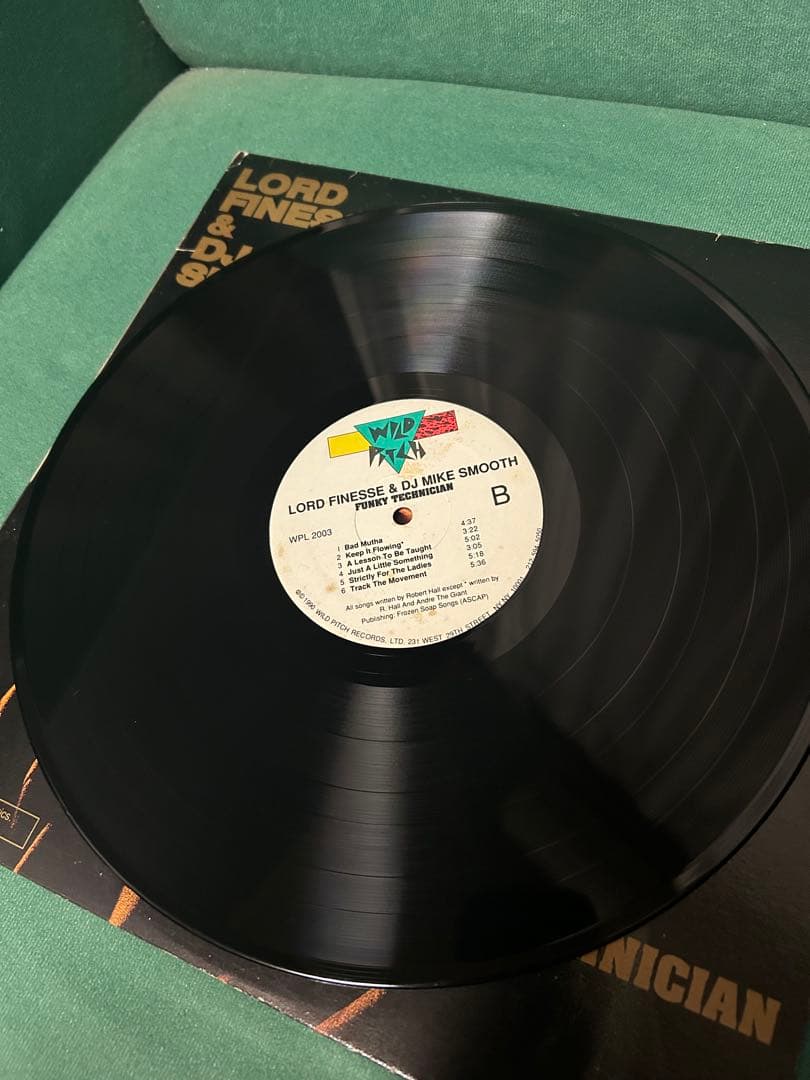 LORD
FINES
&
DJ
WILD
PITCH
LORD FINESSE & DJ MIKE SMOOTH
FUNKY TECHNICIAN
B
WPL 2003
1 Bad Mutha 4:37
2 Keep It Flowing* 3:22
3 A Lesson To Be Taught 5:02
4 Just A Little Something 3:05
5 Strictly For The Ladies 5:18
6 Track The Movement 5:36
All songs written by Robert Hall except * written by
R. Hall And Andre The Giant
Publishing: Frozen Soap Songs (ASCAP)
©1990 WILD PITCH RECORDS, LTD. 231 WEST 29TH STREET, NY, NY
NICIAN